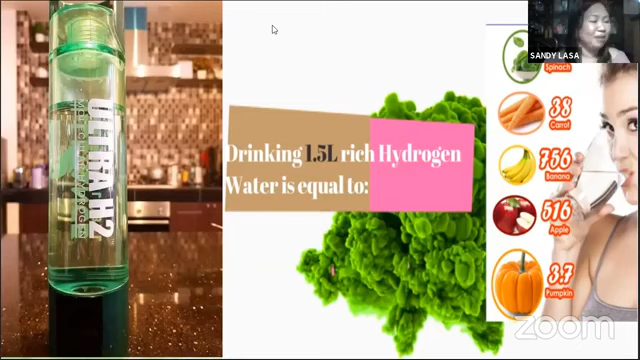 SANDY LASA
Spinach
38
Carrot
756
Banana
516
Apple
3.7
Pumpkin
Drinking 1.5L rich Hydrogen
Water is equal to:
ULTRA H2
zoom